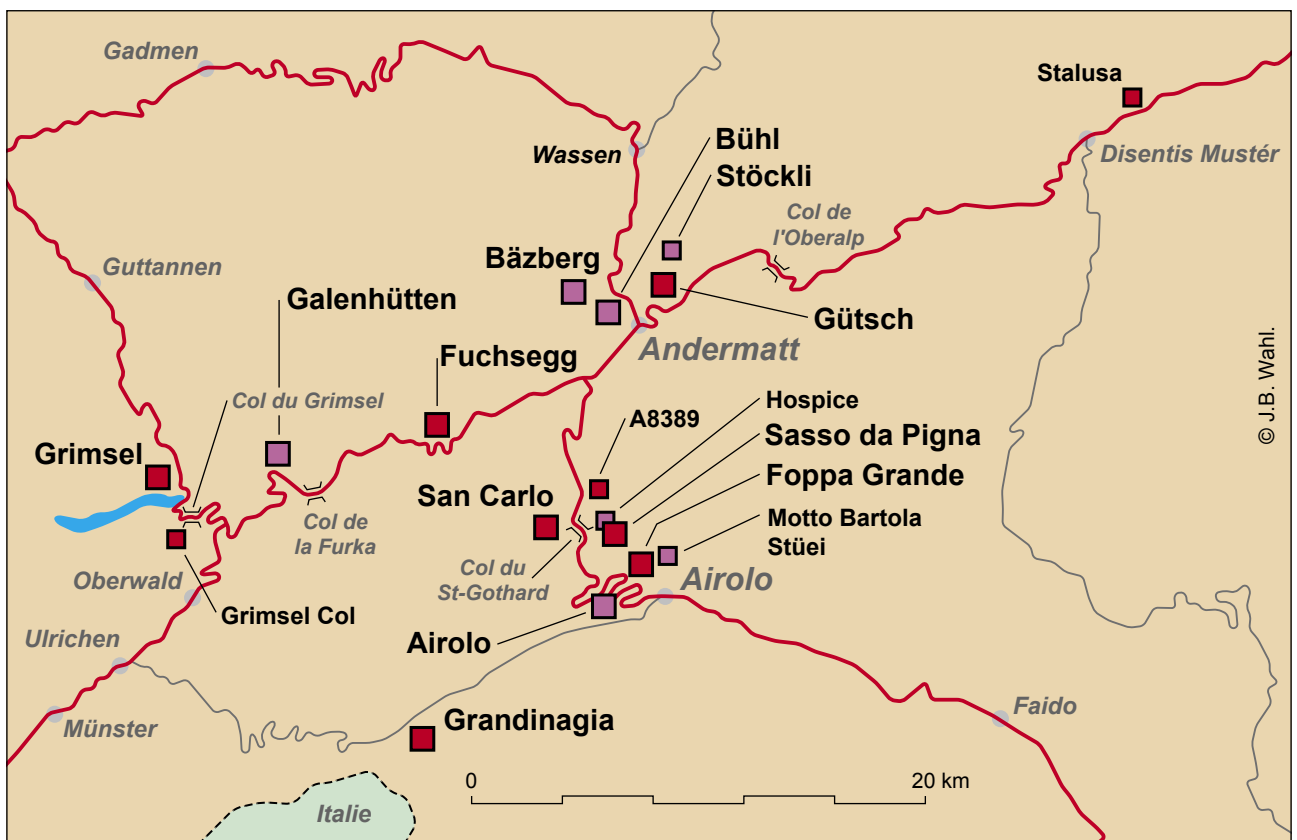 Gadmen
Stalusa
Wassen
Bühl
Stöckli
Disentis Mustér
Col de
l'Oberalp
Guttannen
Bäzberg
Galenhütten
Gütsch
Andermatt
Fuchsegg
© J.B. Wahl.
Col du Grimsel
A8389
Hospice
Sasso da Pigna
Grimsel
Foppa Grande
San Carlo
Col de
la Furka
Motto Bartola
Stüei
Col du
St-Gothard
Oberwald
Airolo
Grimsel Col
Ulrichen
Airolo
Münster
Grandinagia
Faido
0
20 km
Italie